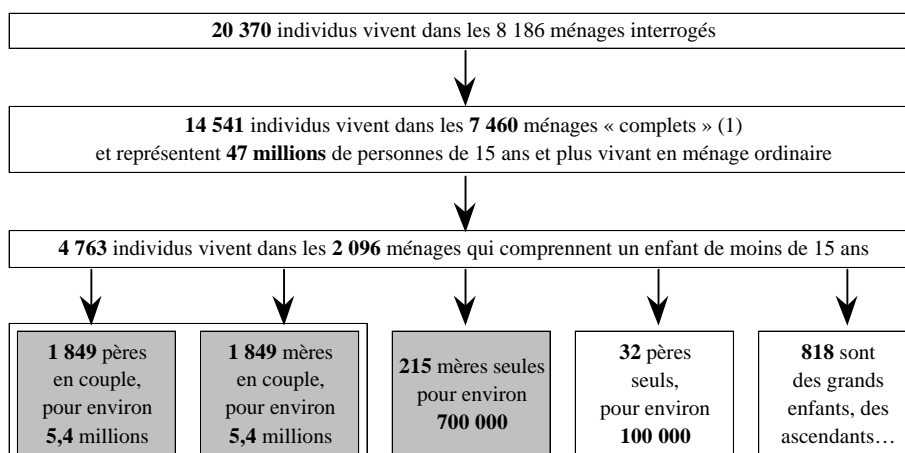 20 370 individus vivent dans les 8 186 ménages interrogés
14 541 individus vivent dans les 7 460 ménages « complets » (1)
et représentent 47 millions de personnes de 15 ans et plus vivant en ménage ordinaire
4 763 individus vivent dans les 2 096 ménages qui comprennent un enfant de moins de 15 ans
1 849 pères
en couple,
pour environ
5,4 millions
1 849 mères
en couple,
pour environ
5,4 millions
215 mères seules
pour environ
700 000
32 pères
seuls,
pour environ
100 000
818 sont
des grands
enfants, des
ascendants…